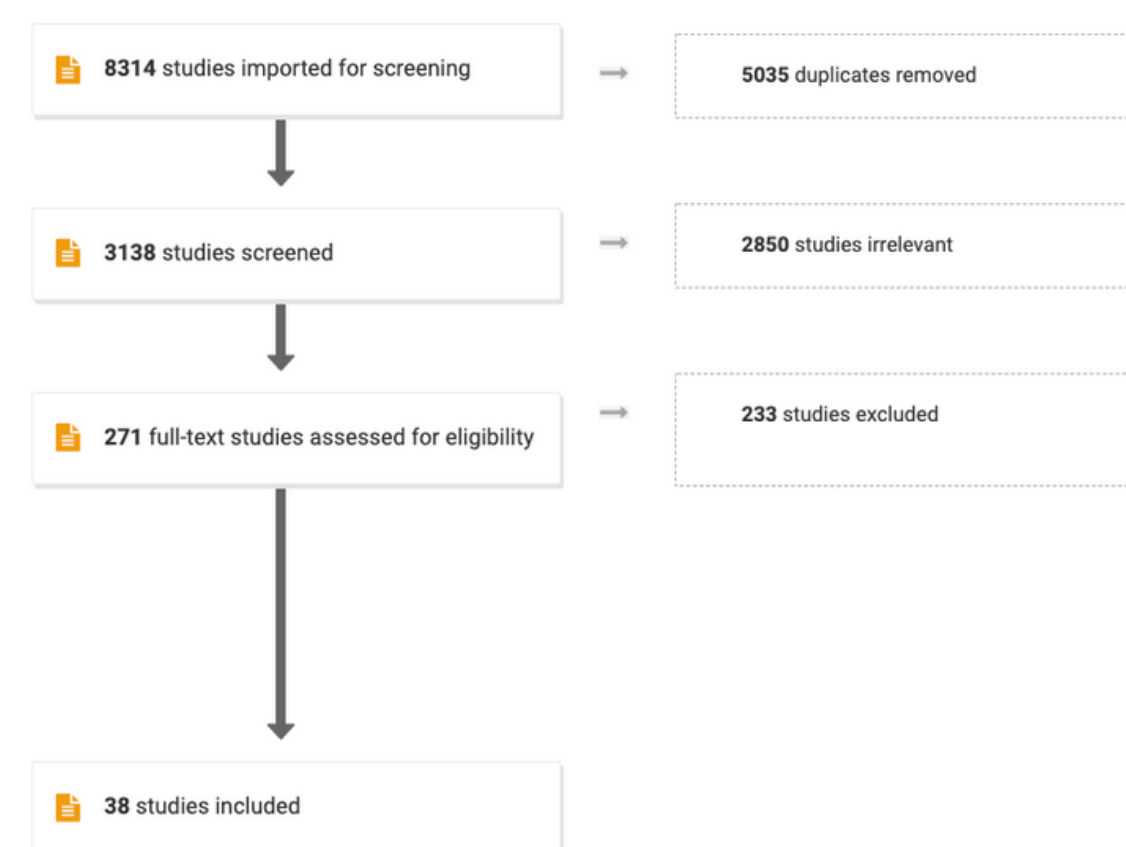 8314 studies imported for screening
5035 duplicates removed
3138 studies screened
2850 studies irrelevant
271 full-text studies assessed for eligibility
233 studies excluded
38 studies included